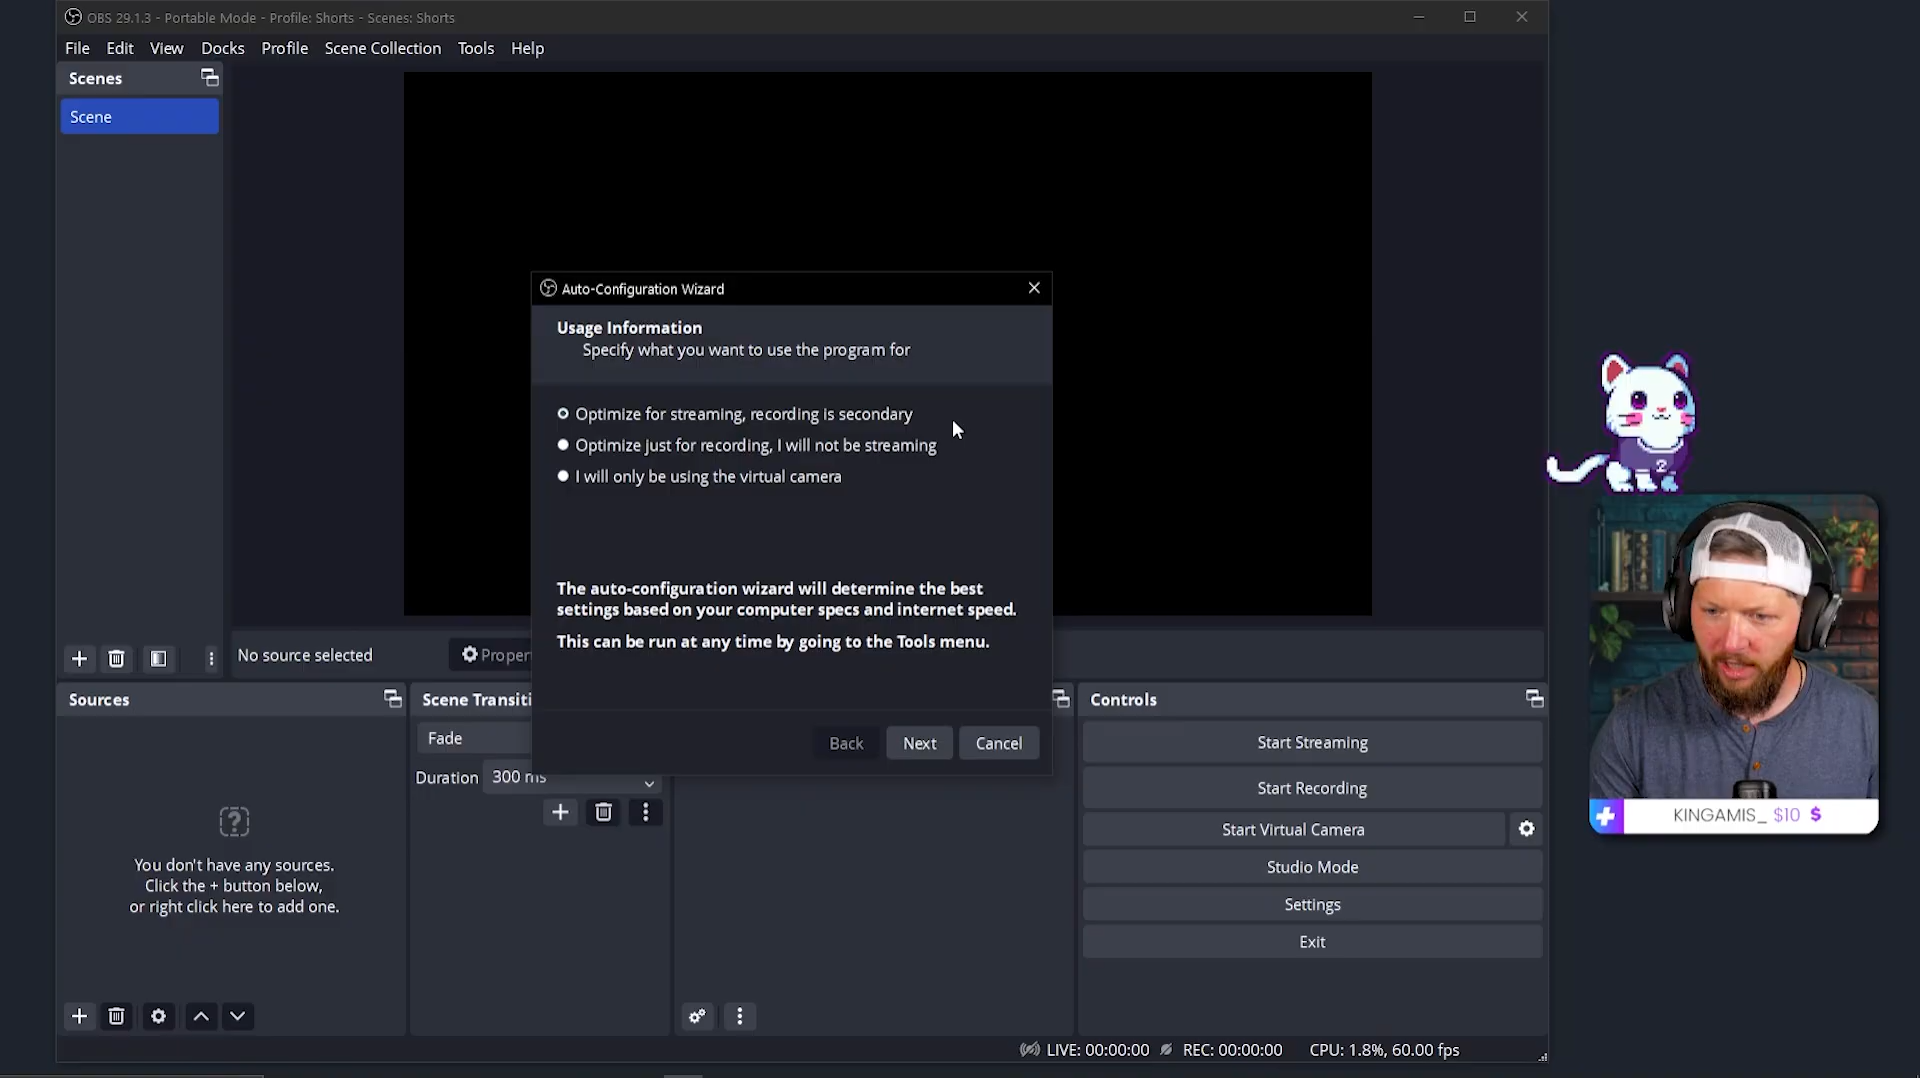 OBS 29.1.3 - Portable Mode - Profile: Shorts - Scenes: Shorts
File Edit View Docks Profile Scene Collection Tools Help
Scenes
Scene
Auto-Configuration Wizard
Usage Information
Specify what you want to use the program for
Optimize for streaming, recording is secondary
Optimize just for recording, I will not be streaming
I will only be using the virtual camera
The auto-configuration wizard will determine the best
settings based on your computer specs and internet speed.
This can be run at any time by going to the Tools menu.
Back Next Cancel
No source selected
Propert
Sources
You don't have any sources.
Click the + button below,
or right click here to add one.
Scene Transiti
Fade
Duration 300 ms
Controls
Start Streaming
Start Recording
Start Virtual Camera
Studio Mode
Settings
Exit
KINGAMIS_ $10 $
LIVE: 00:00:00 REC: 00:00:00 CPU: 1.8%, 60.00 fps